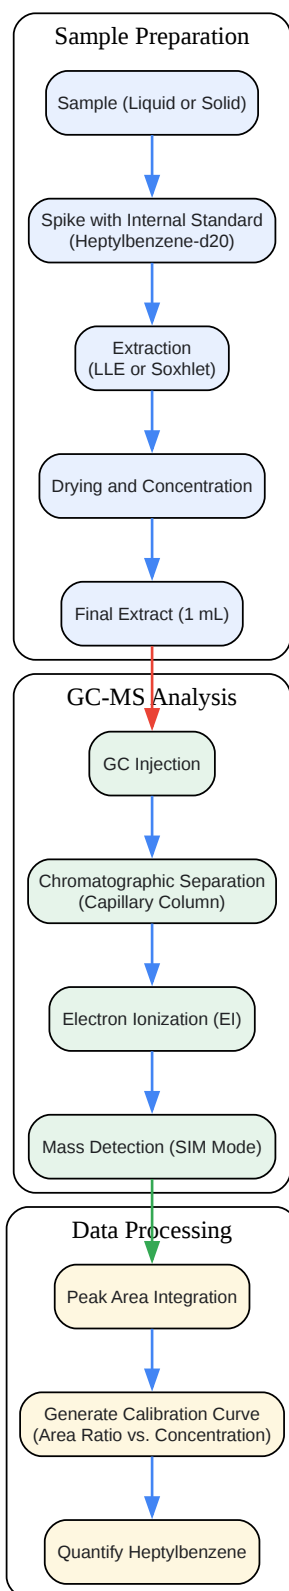 Sample Preparation
Sample (Liquid or Solid)
Spike with Internal Standard
(Heptylbenzene-d20)
Extraction
(LLE or Soxhlet)
Drying and Concentration
Final Extract (1 mL)
GC-MS Analysis
GC Injection
Chromatographic Separation
(Capillary Column)
Electron Ionization (EI)
Mass Detection (SIM Mode)
Data Processing
Peak Area Integration
Generate Calibration Curve
(Area Ratio vs. Concentration)
Quantify Heptylbenzene